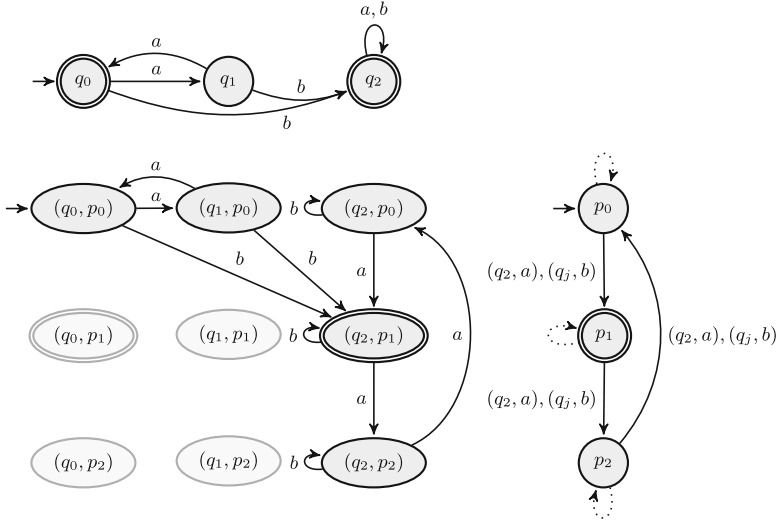 a, b
a
q₀ a q₁ b q₂
b
a
(q₀, p₀) a (q₁, p₀) b (q₂, p₀) p₀
b b a (q₂, a), (qⱼ, b)
(q₀, p₁) (q₁, p₁) b (q₂, p₁) a p₁ (q₂, a), (qⱼ, b)
a (q₂, a), (qⱼ, b)
(q₀, p₂) (q₁, p₂) b (q₂, p₂) p₂